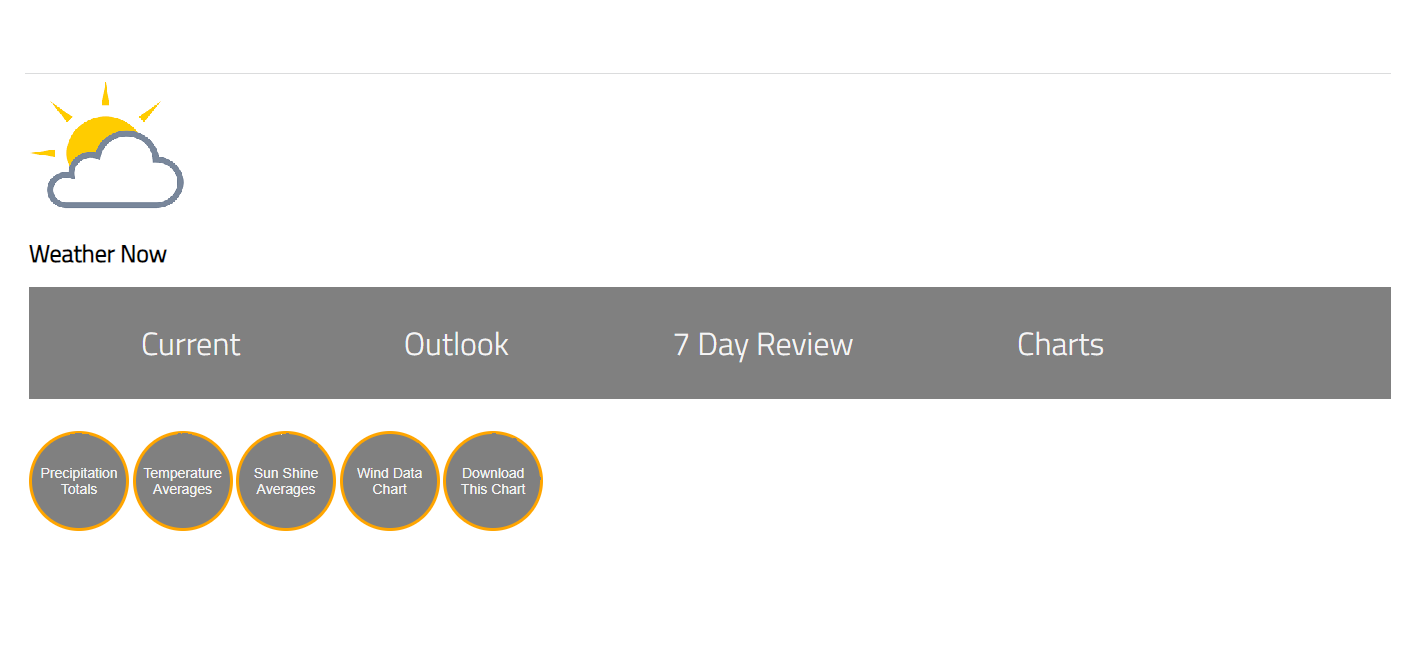 Weather Now
Current Outlook 7 Day Review Charts
Precipitation
Totals
Temperature
Averages
Sun Shine
Averages
Wind Data
Chart
Download
This Chart